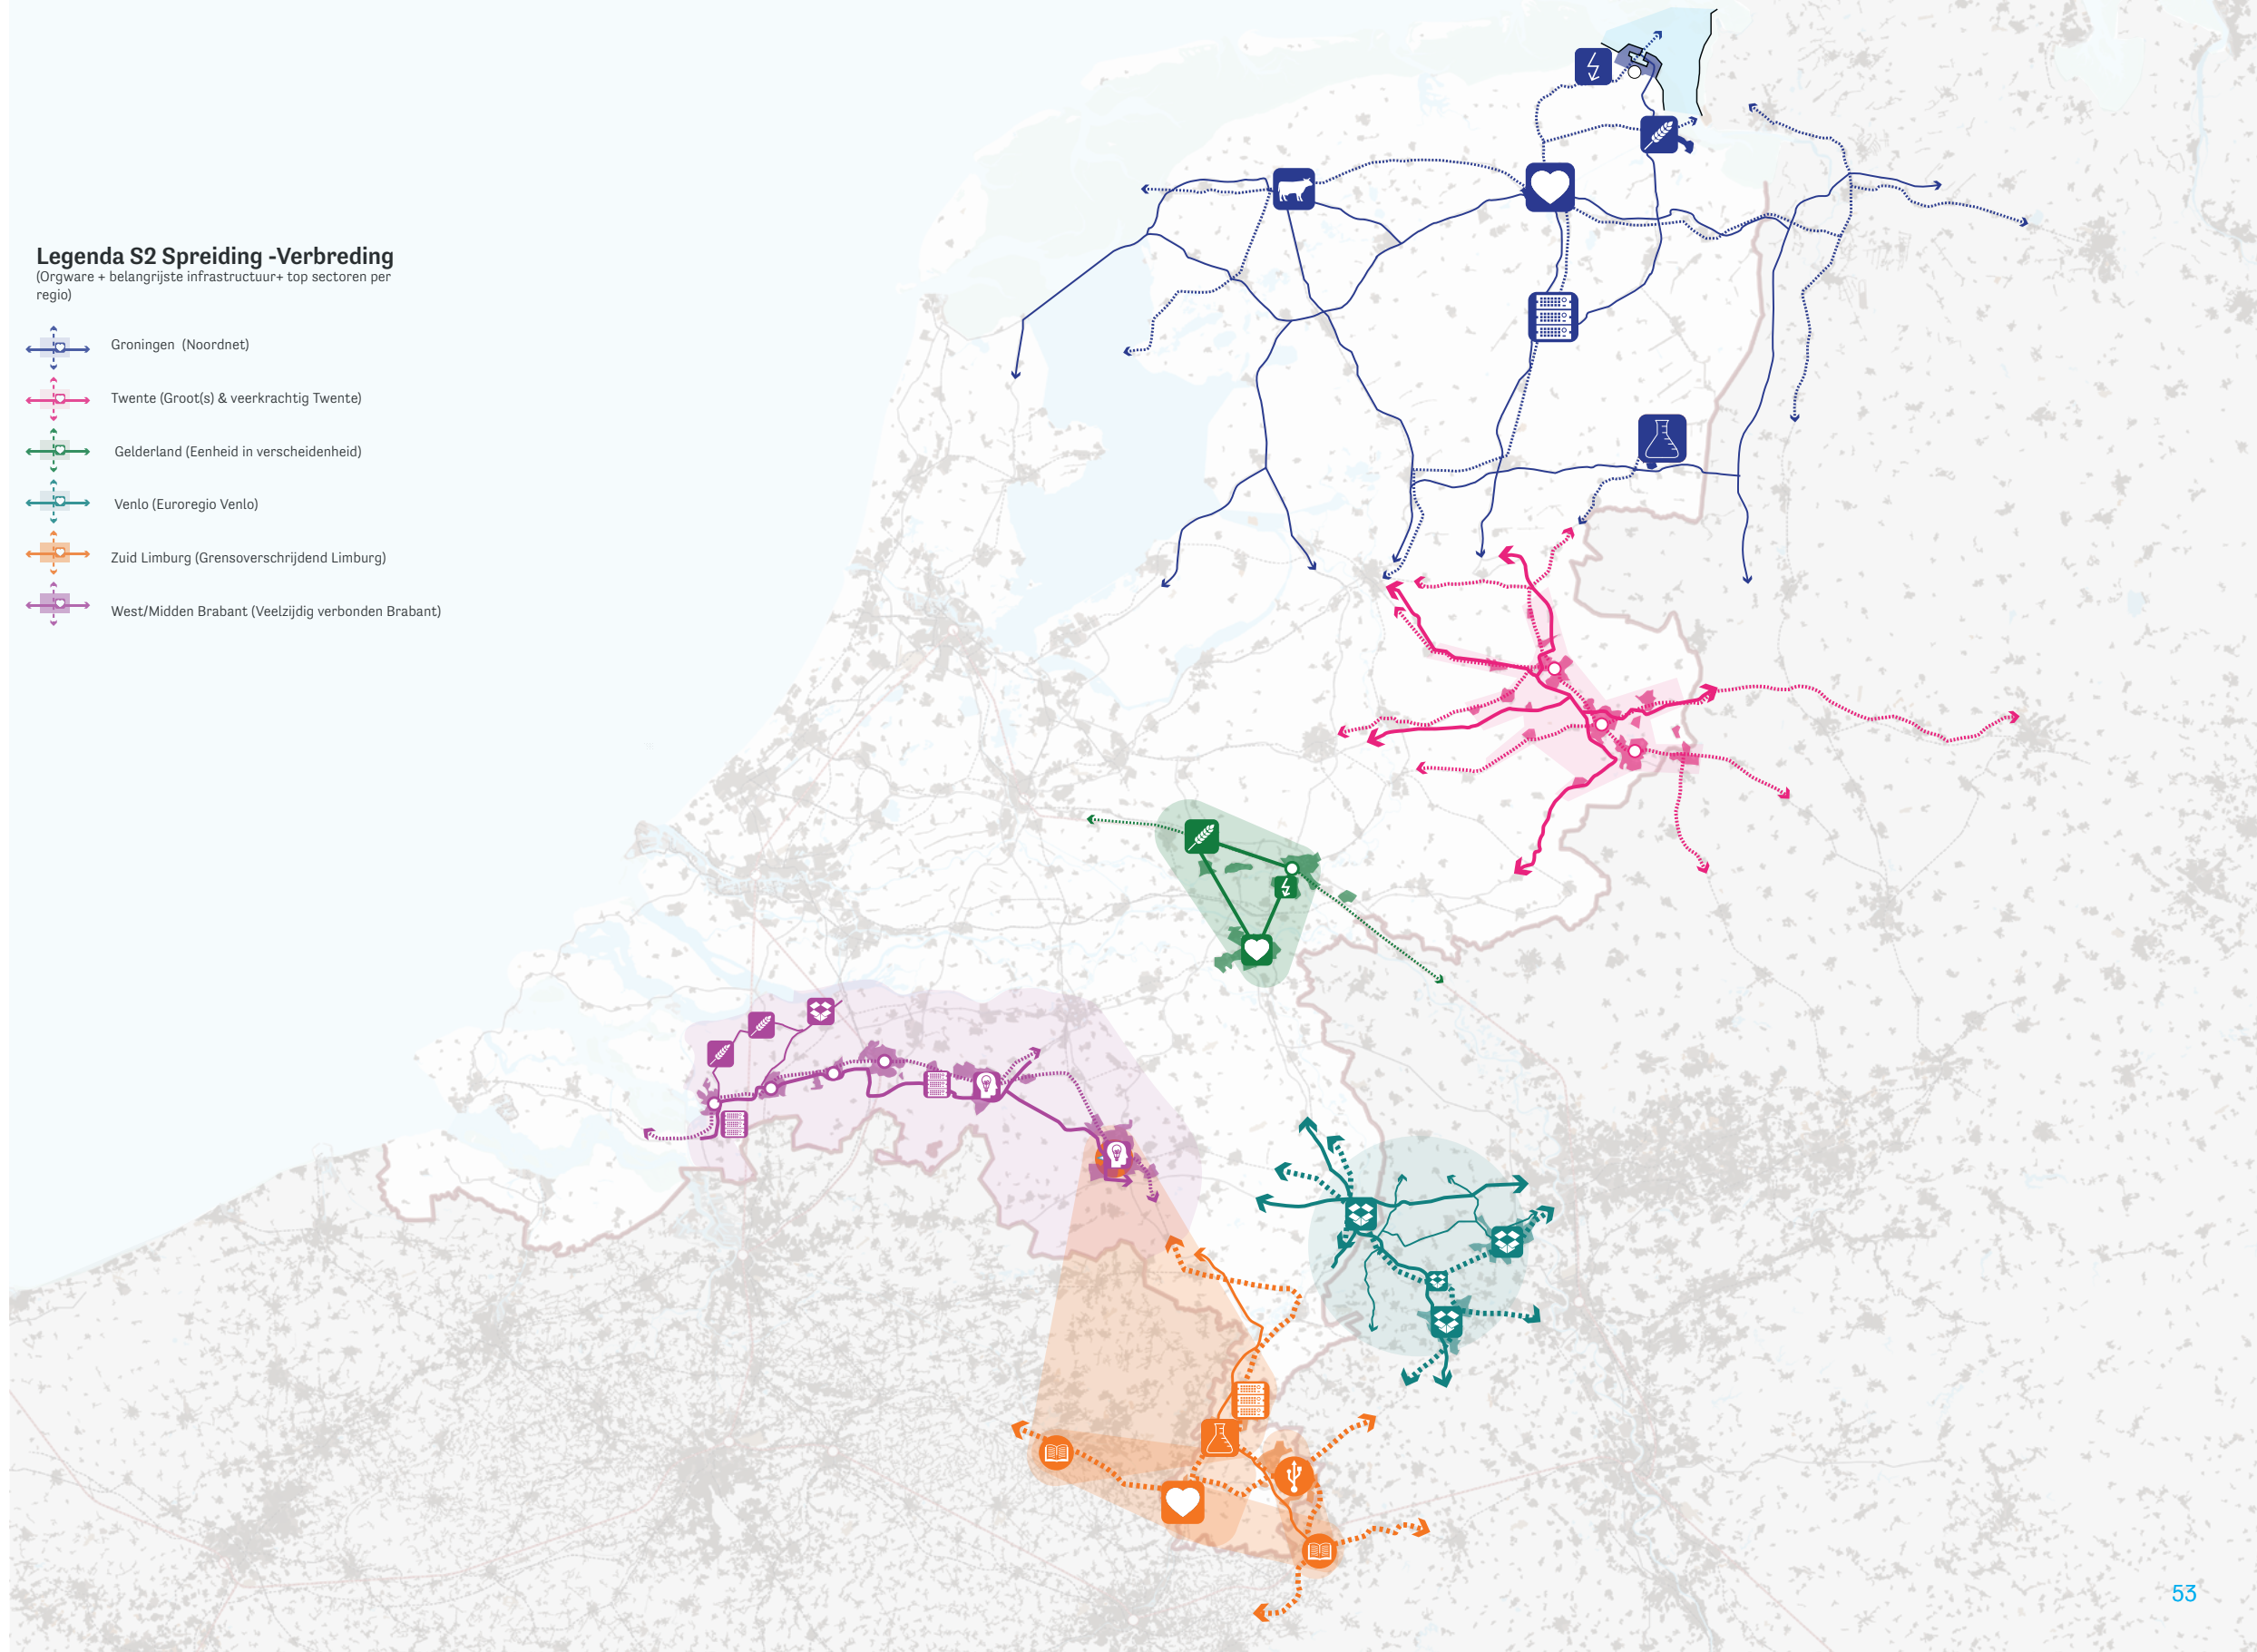 Legenda S2 Spreiding -Verbreding
(Orgware + belangrijste infrastructuur+ top sectoren per
regio)
Groningen (Noordnet)
Twente (Groot(s) & veerkrachtig Twente)
Gelderland (Eenheid in verscheidenheid)
Venlo (Euroregio Venlo)
Zuid Limburg (Grensoverschrijdend Limburg)
West/Midden Brabant (Veelzijdig verbonden Brabant)
53